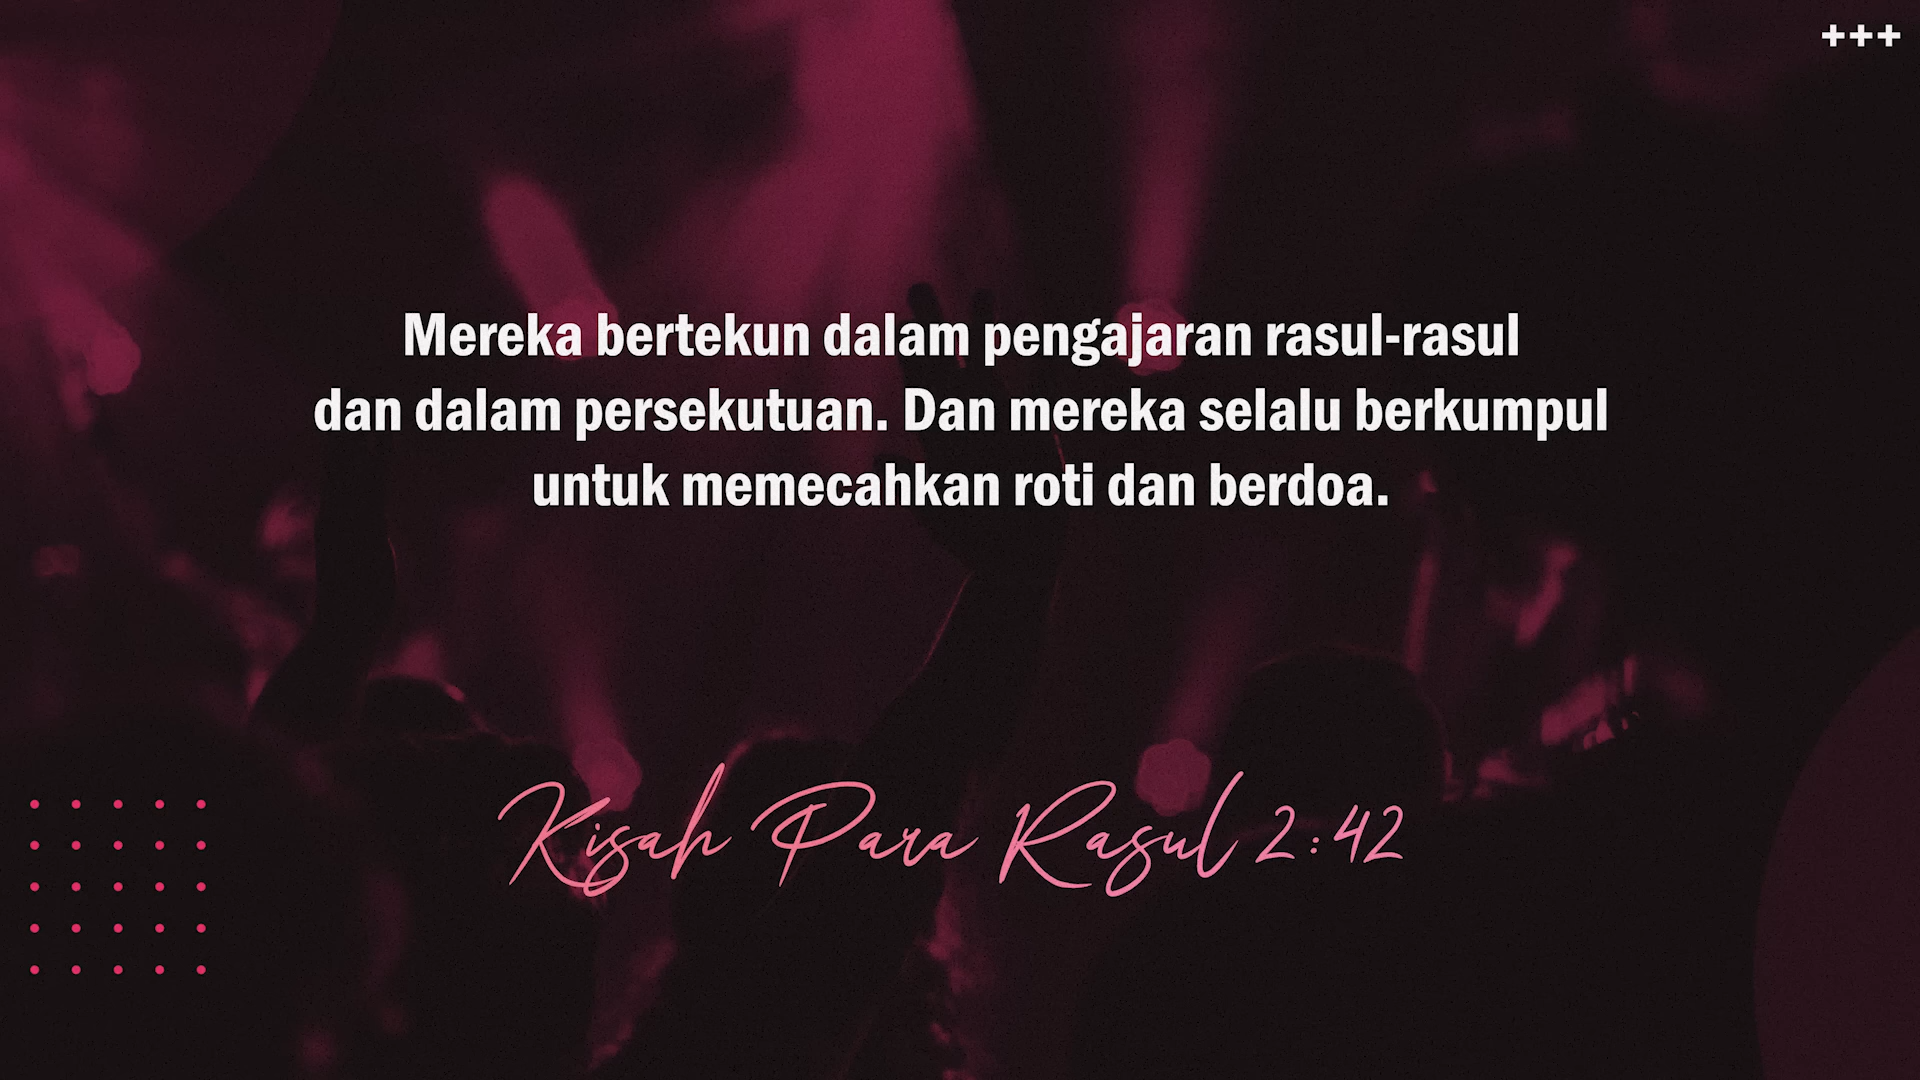 +++
Mereka bertekun dalam pengajaran rasul-rasul
dan dalam persekutuan. Dan mereka selalu berkumpul
untuk memecahkan roti dan berdoa.
Kisah Para Rasul 2:42